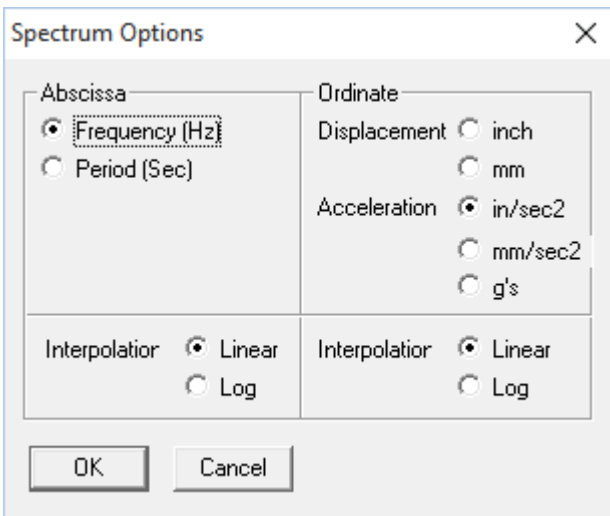 Spectrum Options
Abscissa
Frequency (Hz)
Period (Sec)
Ordinate
Displacement inch
mm
Acceleration in/sec2
mm/sec2
g's
Interpolatior Linear
Log
Interpolatior Linear
Log
OK Cancel